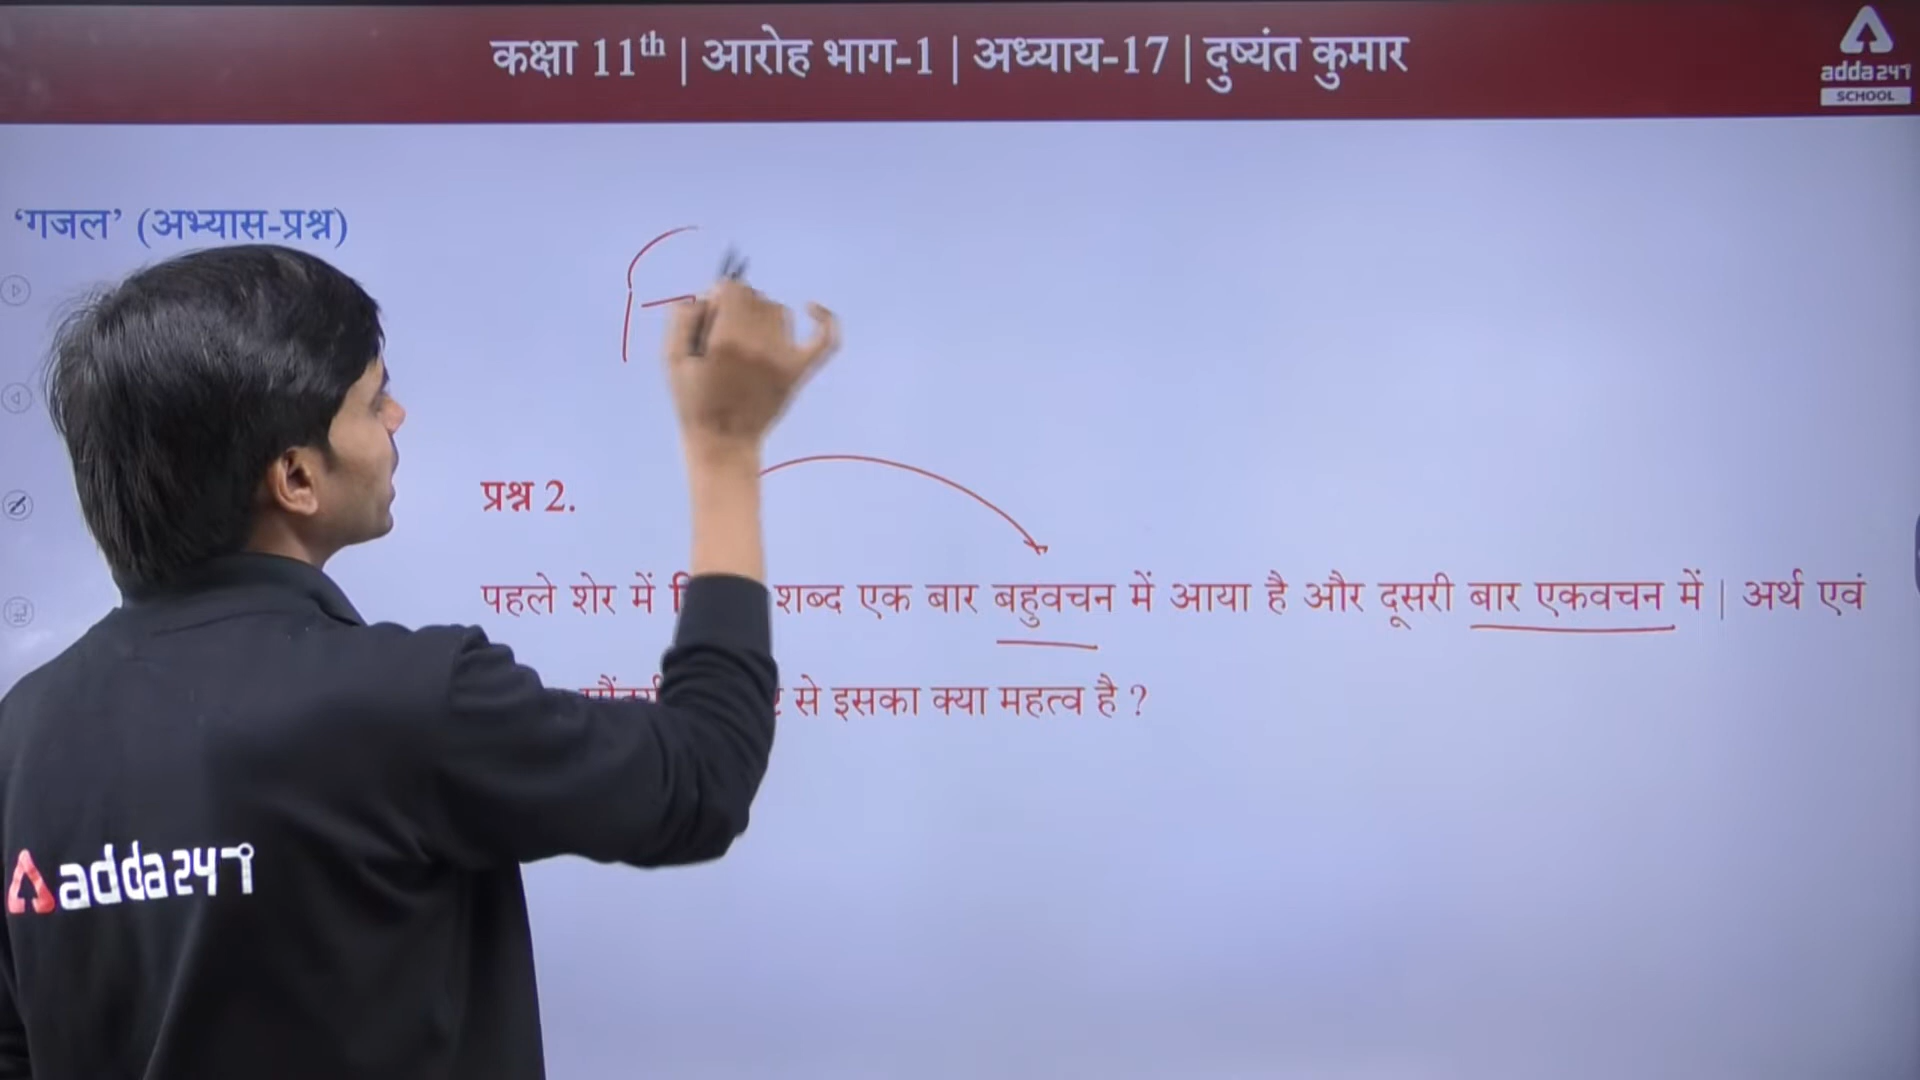 कक्षा 11th | आरोह भाग-1 | अध्याय-17 | दुष्यंत कुमार
adda247
SCHOOL
‘गजल’ (अभ्यास-प्रश्न)
प्रश्न 2.
पहले शेर में शब्द एक बार बहुवचन में आया है और दूसरी बार एकवचन में | अर्थ एवं
से इसका क्या महत्व है ?
adda247